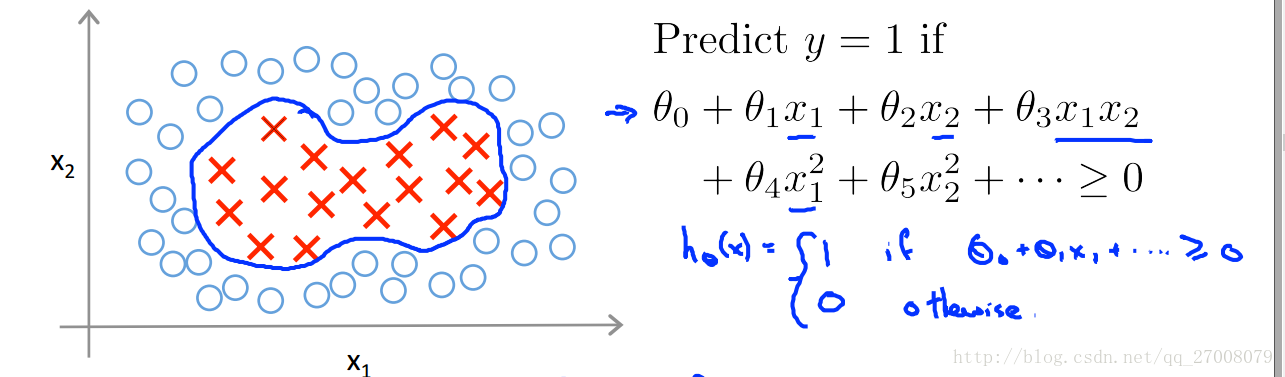 Predict y = 1 if
→ θ₀ + θ₁x₁ + θ₂x₂ + θ₃x₁x₂
+ θ₄x₁² + θ₅x₂² + ⋯ ≥ 0
h_θ(x) = { 1 if θ₀ + θ₁x₁ + ⋯ ≥ 0
0 otherwise.
x₂
x₁
http://blog.csdn.net/qq_27008079